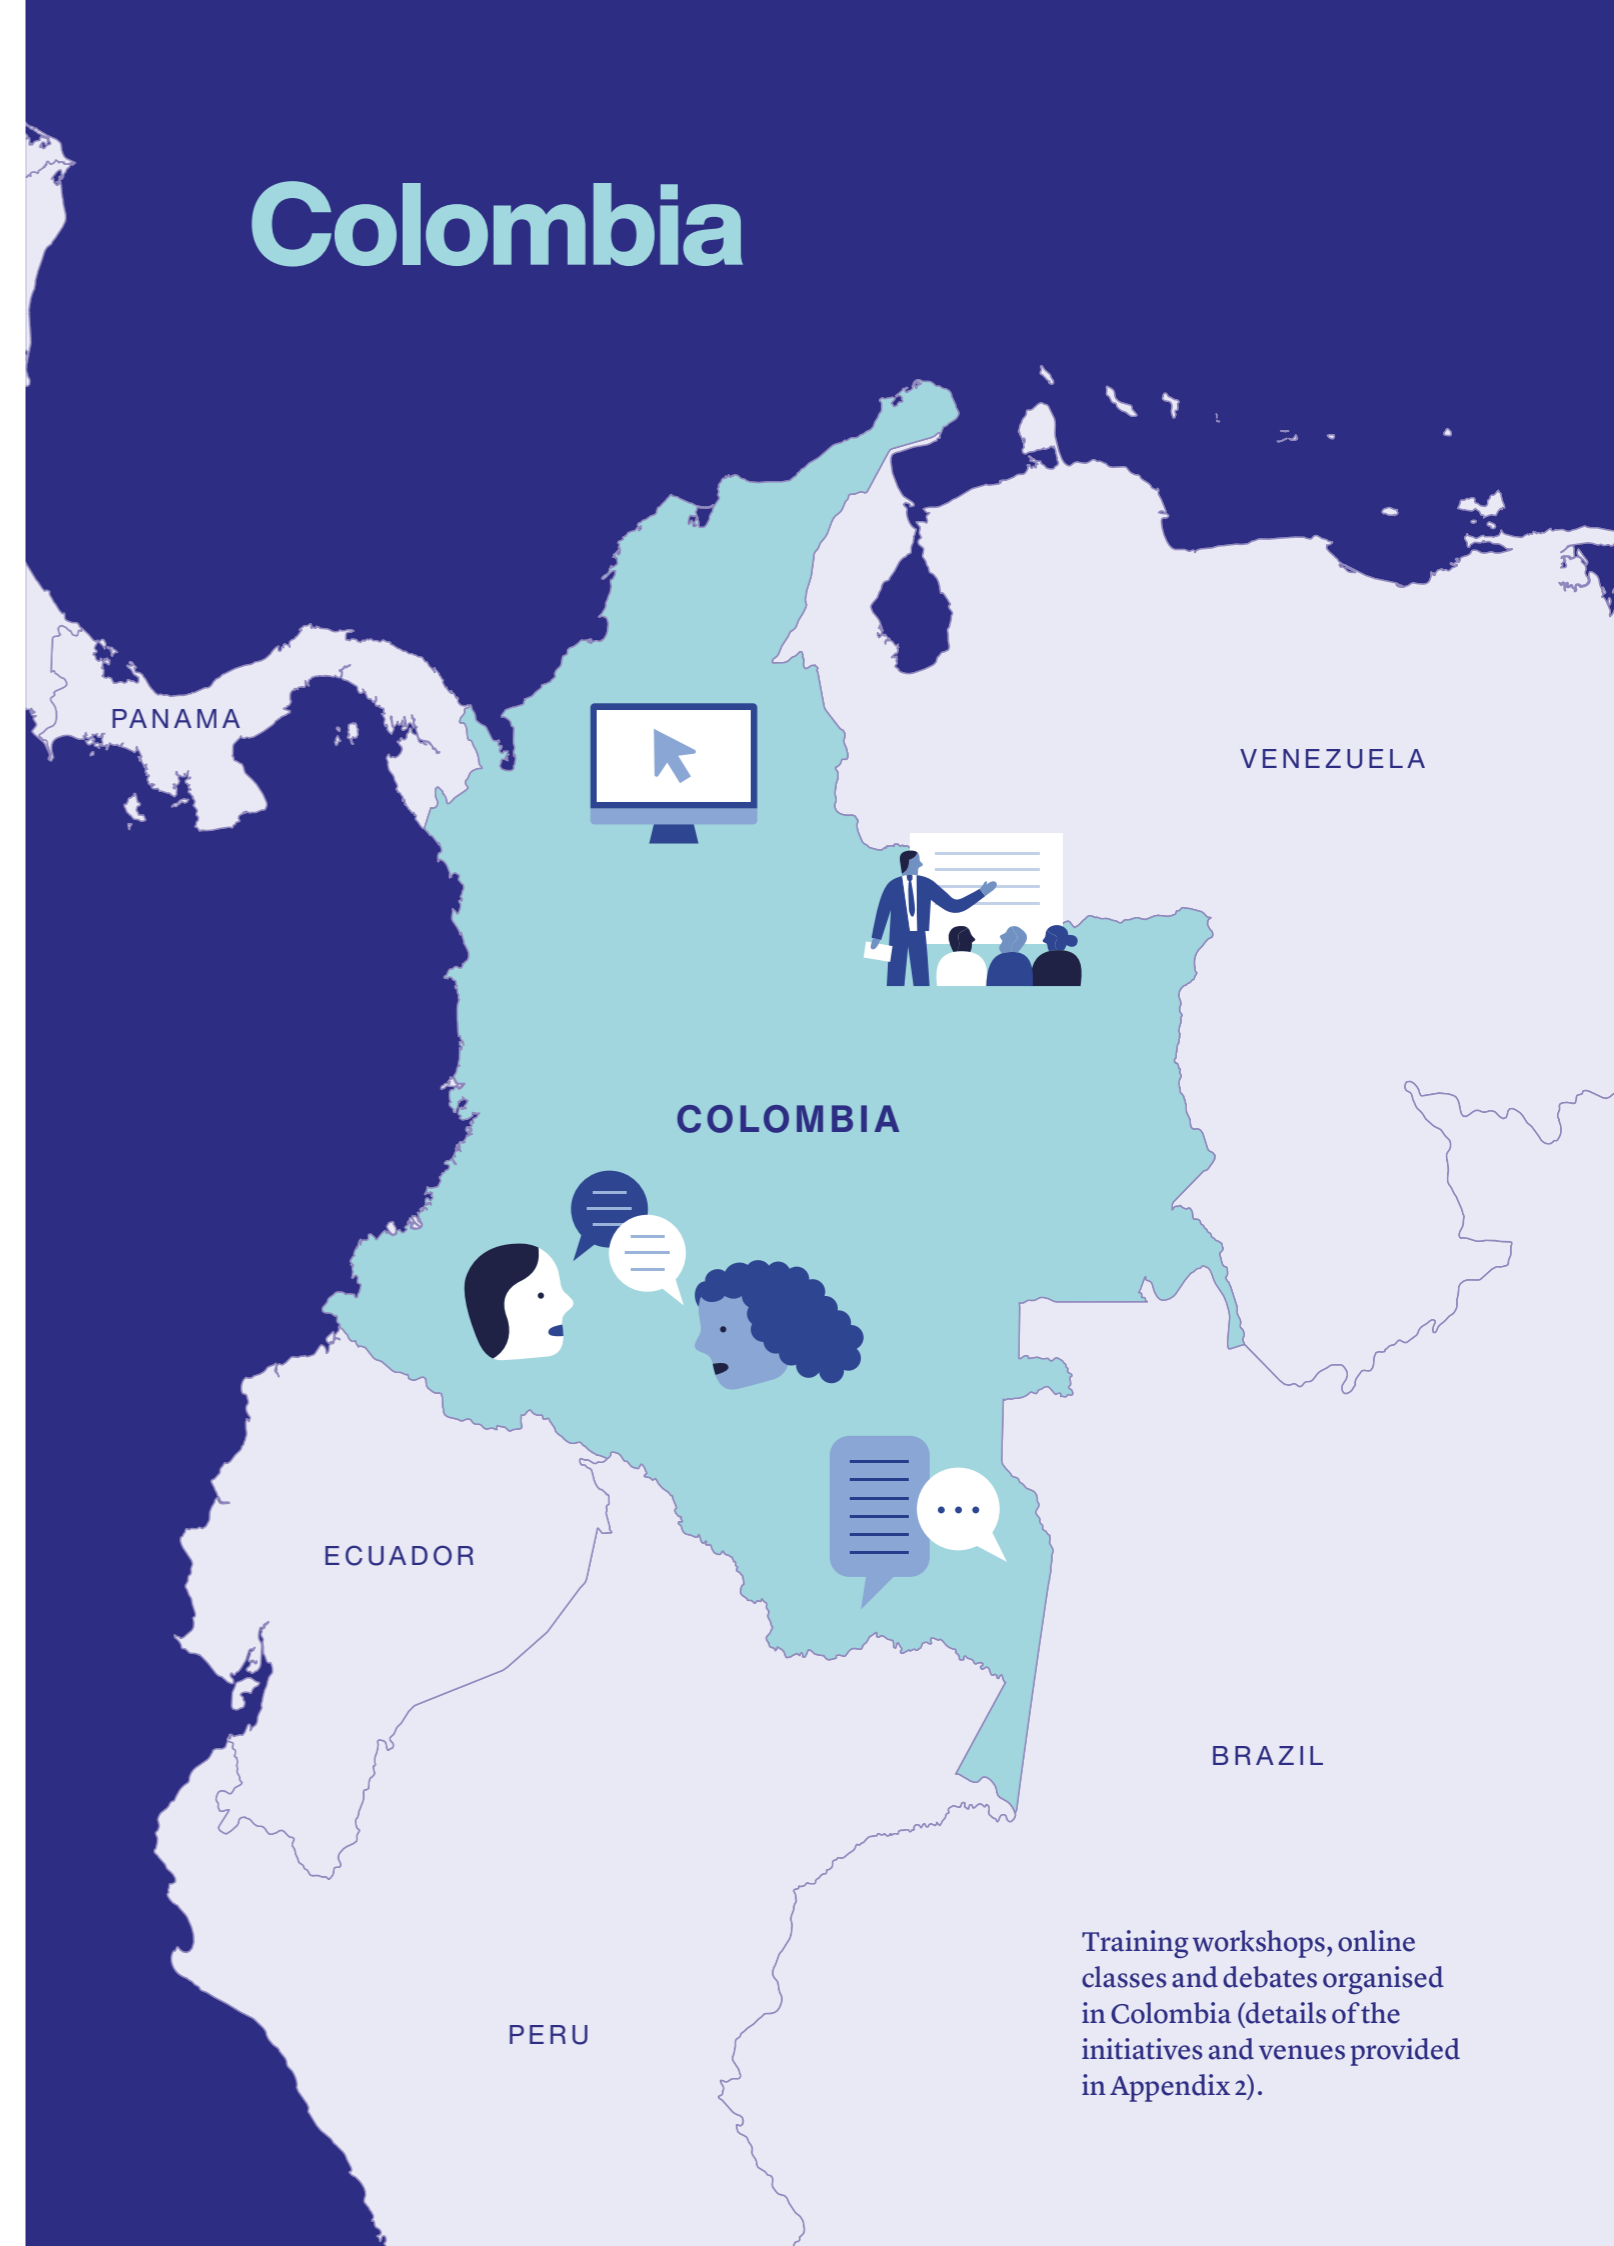 Colombia
PANAMA
VENEZUELA
COLOMBIA
ECUADOR
BRAZIL
Training workshops, online
classes and debates organised
in Colombia (details of the
initiatives and venues provided
in Appendix 2).
PERU